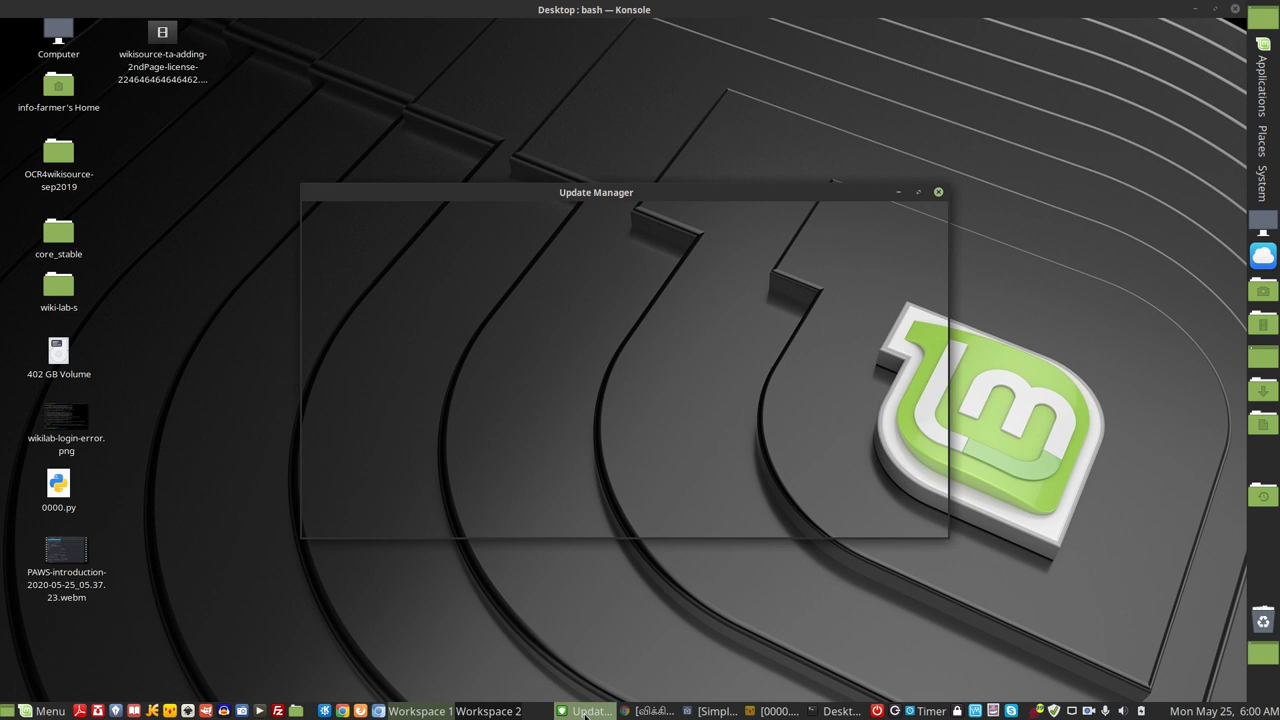 Desktop : bash — Konsole
Computer
wikisource-ta-adding-
2ndPage-license-
224646464646462....
info-farmer's Home
OCR4wikisource-
sep2019
core_stable
wiki-lab-s
402 GB Volume
wikilab-login-error.
png
0000.py
PAWS-introduction-
2020-05-25_05.37.
23.webm
Update Manager
Applications
Places
System
Menu
Workspace 1
Workspace 2
Updat...
[விக்கி...
[Simpl...
[0000....
Deskt...
Timer
Mon May 25, 6:00 AM